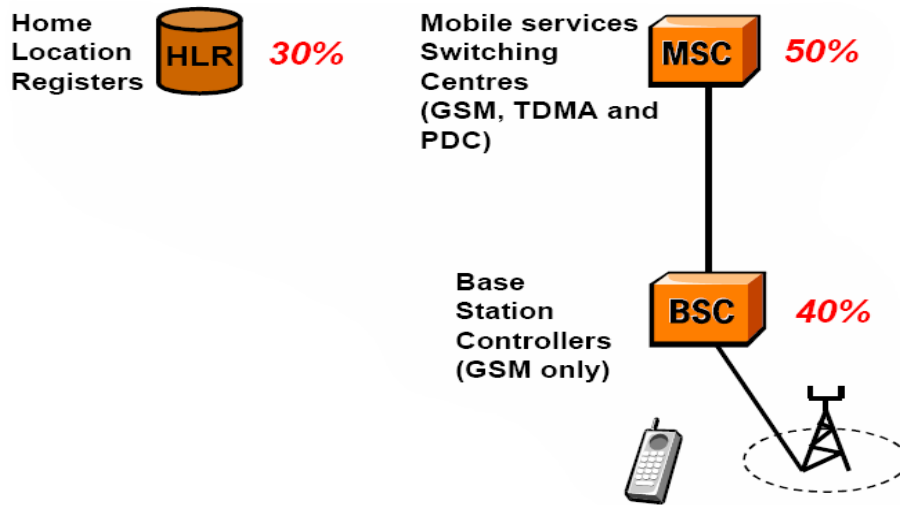 Home
Location
Registers
HLR
30%
Mobile services
Switching
Centres
(GSM, TDMA and
PDC)
MSC
50%
Base
Station
Controllers
(GSM only)
BSC
40%